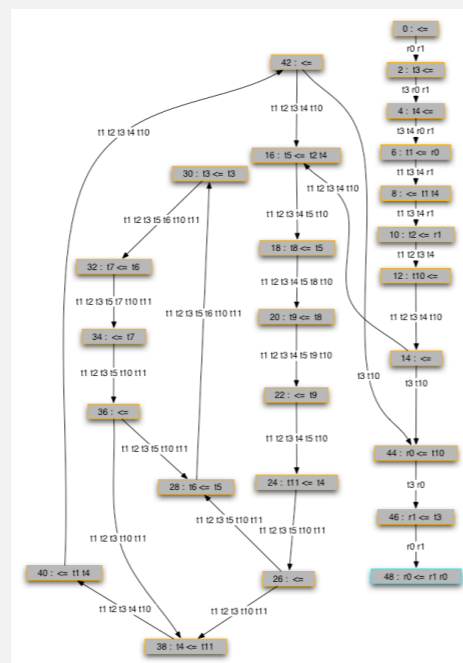 0 : <=
r0 r1
2 : t3 <=
t3 r0 r1
4 : t4 <=
t3 t4 r0 r1
6 : t1 <= r0
t1 t3 t4 r1
8 : <= t1 t4
t1 t3 t4 r1
10 : t2 <= r1
t1 t2 t3 t4
12 : t10 <=
t1 t2 t3 t4 t10
14 : <=
t3 t10
t1 t2 t3 t4 t10
44 : r0 <= t10
t3 r0
46 : r1 <= t3
r0 r1
48 : r0 <= r1 r0
42 : <=
t1 t2 t3 t4 t10
t3 t10
16 : t5 <= t2 t4
t1 t2 t3 t4 t5 t10
18 : t8 <= t5
t1 t2 t3 t4 t5 t8 t10
20 : t9 <= t8
t1 t2 t3 t4 t5 t9 t10
22 : <= t9
t1 t2 t3 t4 t5 t10
24 : t11 <= t4
t1 t2 t3 t5 t10 t11
26 : <=
t1 t2 t3 t5 t10 t11
t1 t2 t3 t10 t11
28 : t6 <= t5
t1 t2 t3 t5 t6 t10 t11
30 : t3 <= t3
t1 t2 t3 t5 t6 t10 t11
32 : t7 <= t6
t1 t2 t3 t5 t7 t10 t11
34 : <= t7
t1 t2 t3 t5 t10 t11
36 : <=
t1 t2 t3 t5 t10 t11
t1 t2 t3 t10 t11
38 : t4 <= t11
t1 t2 t3 t4 t10
40 : <= t1 t4
t1 t2 t3 t4 t10